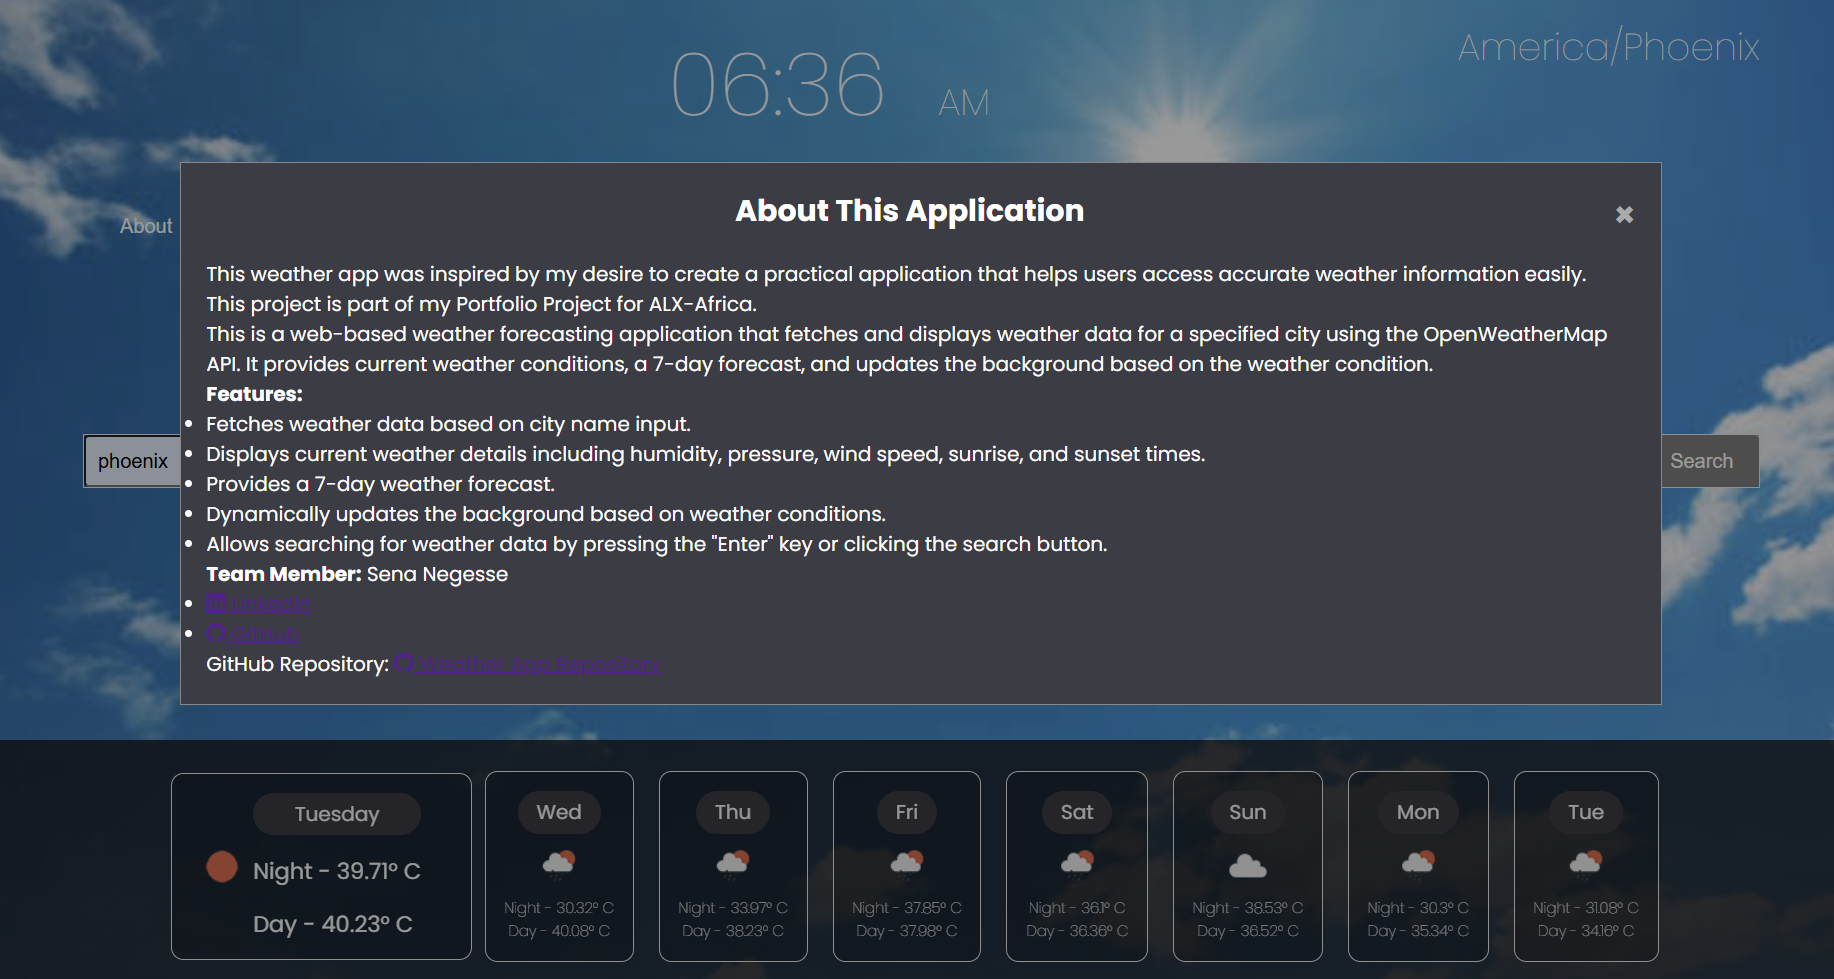 06:36 AM
America/Phoenix
About
About This Application
✖
This weather app was inspired by my desire to create a practical application that helps users access accurate weather information easily.
This project is part of my Portfolio Project for ALX-Africa.
This is a web-based weather forecasting application that fetches and displays weather data for a specified city using the OpenWeatherMap
API. It provides current weather conditions, a 7-day forecast, and updates the background based on the weather condition.
Features:
• Fetches weather data based on city name input.
• Displays current weather details including humidity, pressure, wind speed, sunrise, and sunset times.
• Provides a 7-day weather forecast.
• Dynamically updates the background based on weather conditions.
• Allows searching for weather data by pressing the "Enter" key or clicking the search button.
Team Member: Sena Negesse
• LinkedIn
• GitHub
GitHub Repository: Weather App Repository
phoenix
Search
Tuesday
Night - 39.71° C
Day - 40.23° C
Wed
Night - 30.32° C
Day - 40.08° C
Thu
Night - 33.97° C
Day - 38.23° C
Fri
Night - 37.85° C
Day - 37.98° C
Sat
Night - 36.1° C
Day - 36.36° C
Sun
Night - 38.53° C
Day - 36.52° C
Mon
Night - 30.3° C
Day - 35.34° C
Tue
Night - 31.08° C
Day - 34.16° C